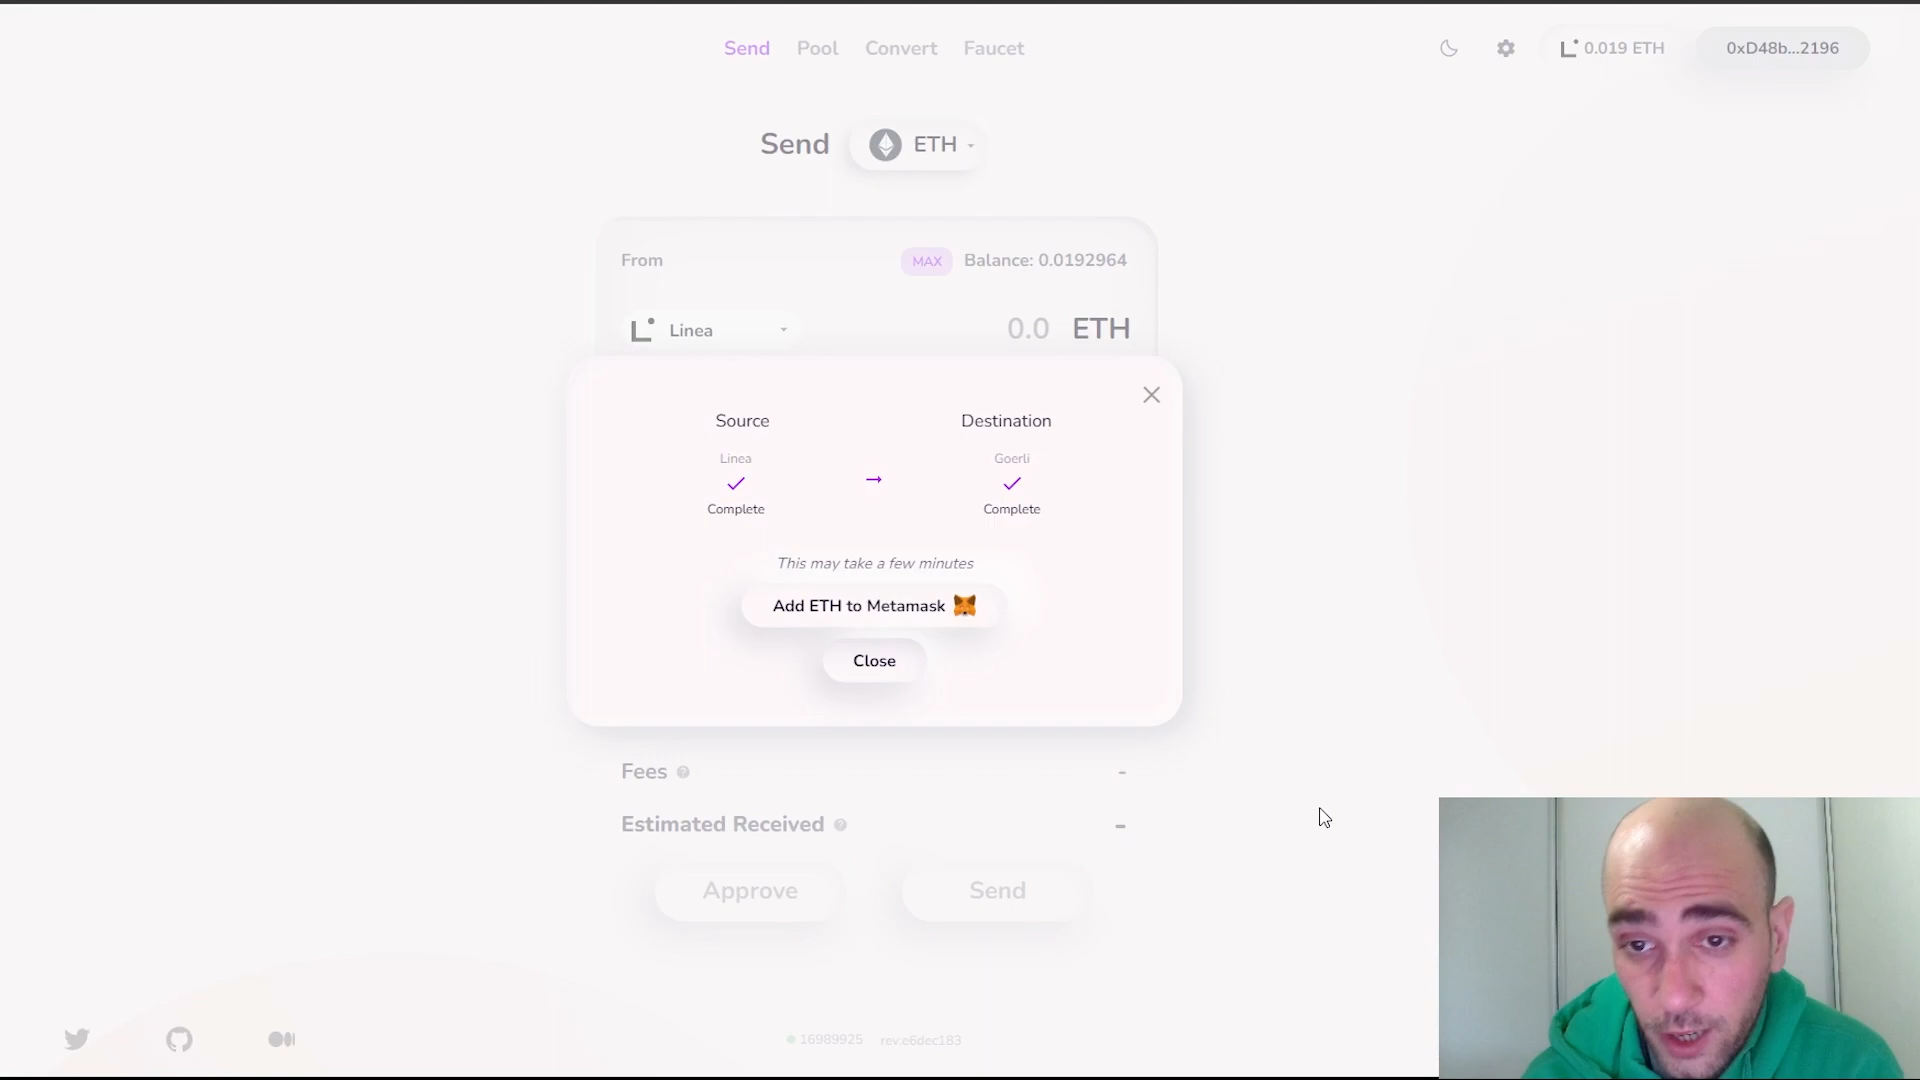 Send Pool Convert Faucet
0.019 ETH 0xD48b...2196
Send ETH
From MAX Balance: 0.0192964
Linea 0.0 ETH
Source Destination
Linea Goerli
Complete Complete
This may take a few minutes
Add ETH to Metamask
Close
Fees -
Estimated Received -
Approve Send
16989925 rev:e6dec183